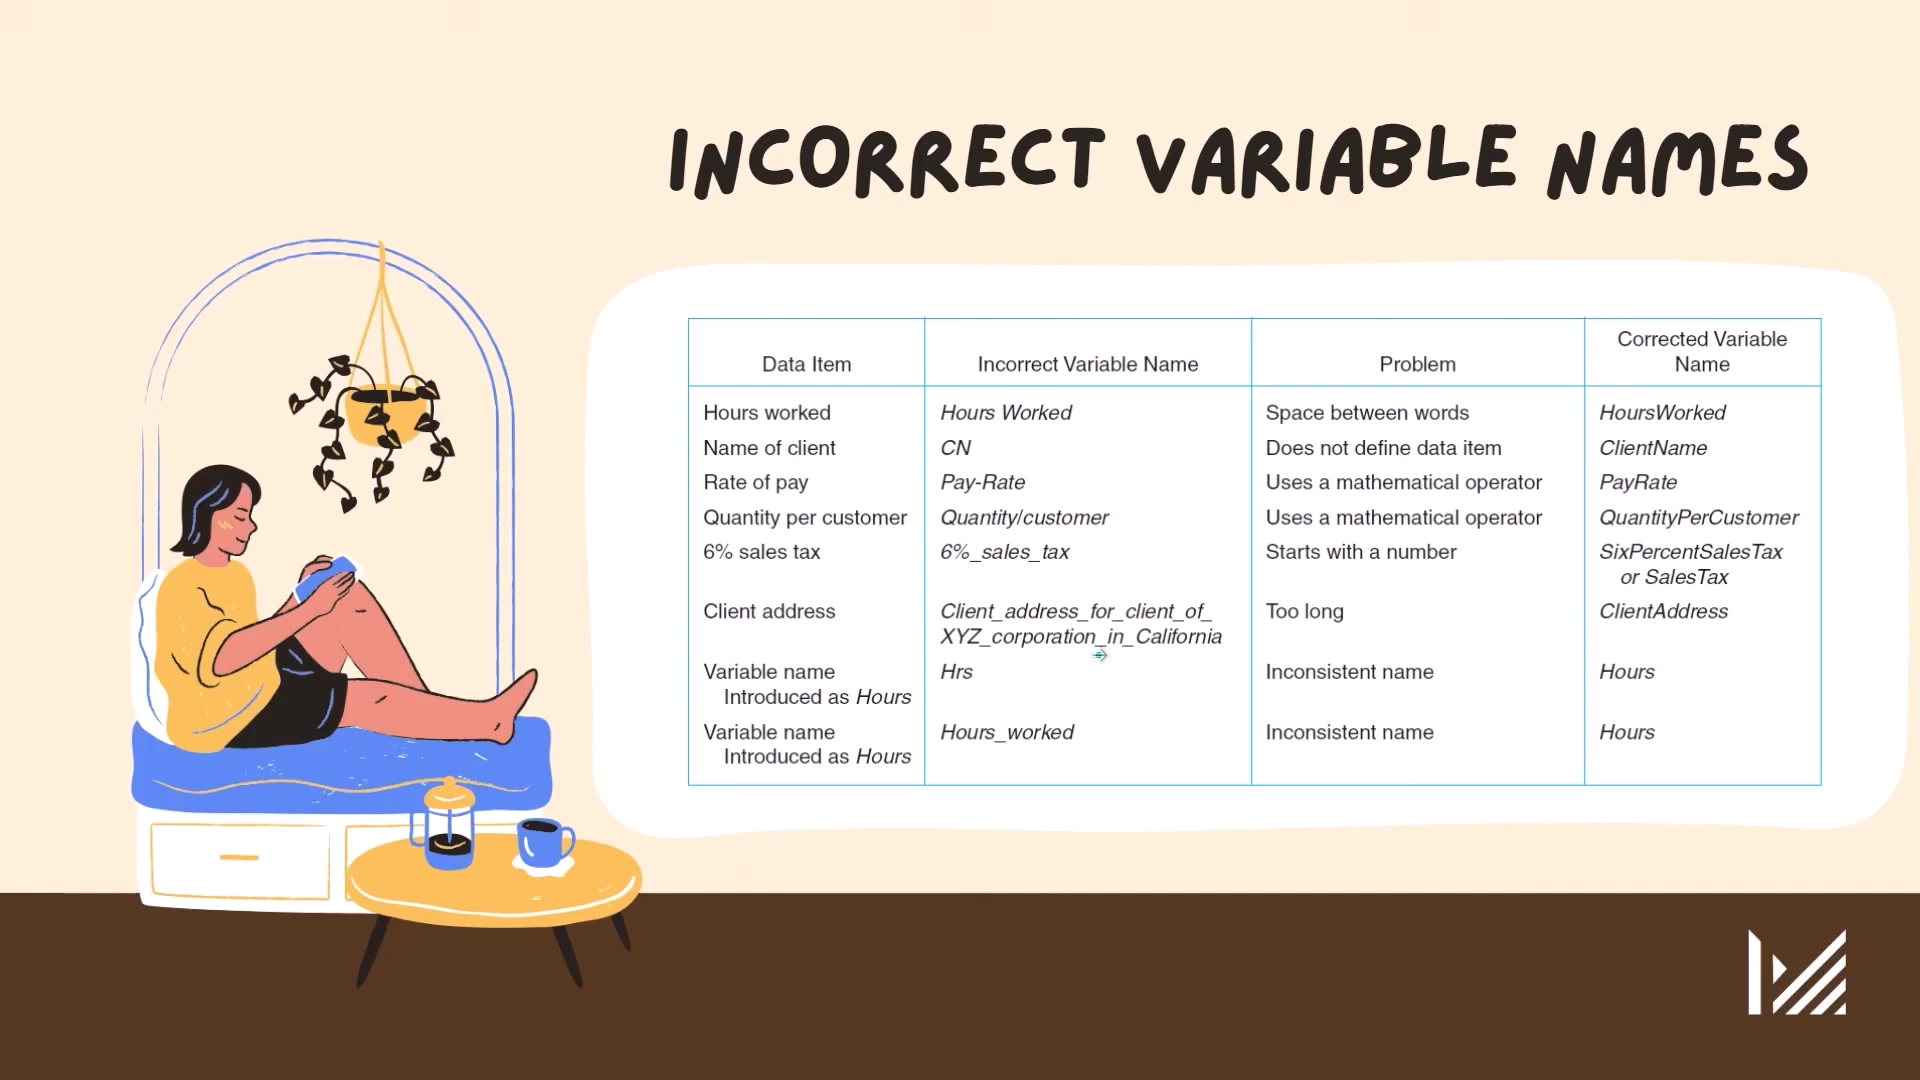 INCORRECT VARIABLE NAMES
Data Item
Incorrect Variable Name
Problem
Corrected Variable
Name
Hours worked
Hours Worked
Space between words
HoursWorked
Name of client
CN
Does not define data item
ClientName
Rate of pay
Pay-Rate
Uses a mathematical operator
PayRate
Quantity per customer
Quantity/customer
Uses a mathematical operator
QuantityPerCustomer
6% sales tax
6%_sales_tax
Starts with a number
SixPercentSalesTax
or SalesTax
Client address
Client_address_for_client_of_
XYZ_corporation_in_California
Too long
ClientAddress
Variable name
Introduced as Hours
Hrs
Inconsistent name
Hours
Variable name
Introduced as Hours
Hours_worked
Inconsistent name
Hours